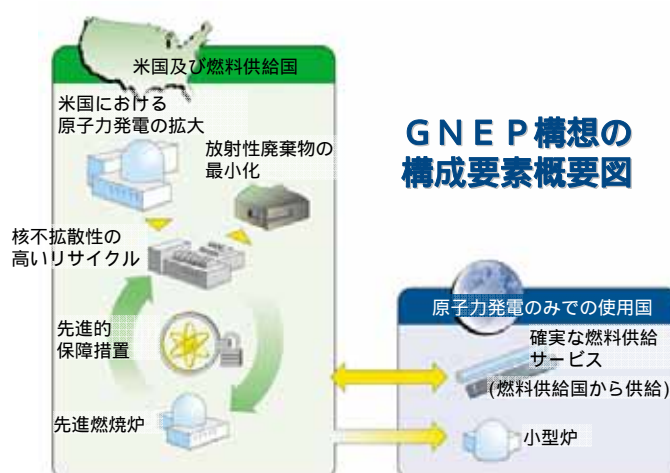 米国及び燃料供給国
米国における
原子力発電の拡大
放射性廃棄物の
最小化
核不拡散性の
高いリサイクル
先進的
保障措置
先進燃焼炉
ＧＮＥＰ構想の
構成要素概要図
原子力発電のみでの使用国
確実な燃料供給
サービス
(燃料供給国から供給)
小型炉